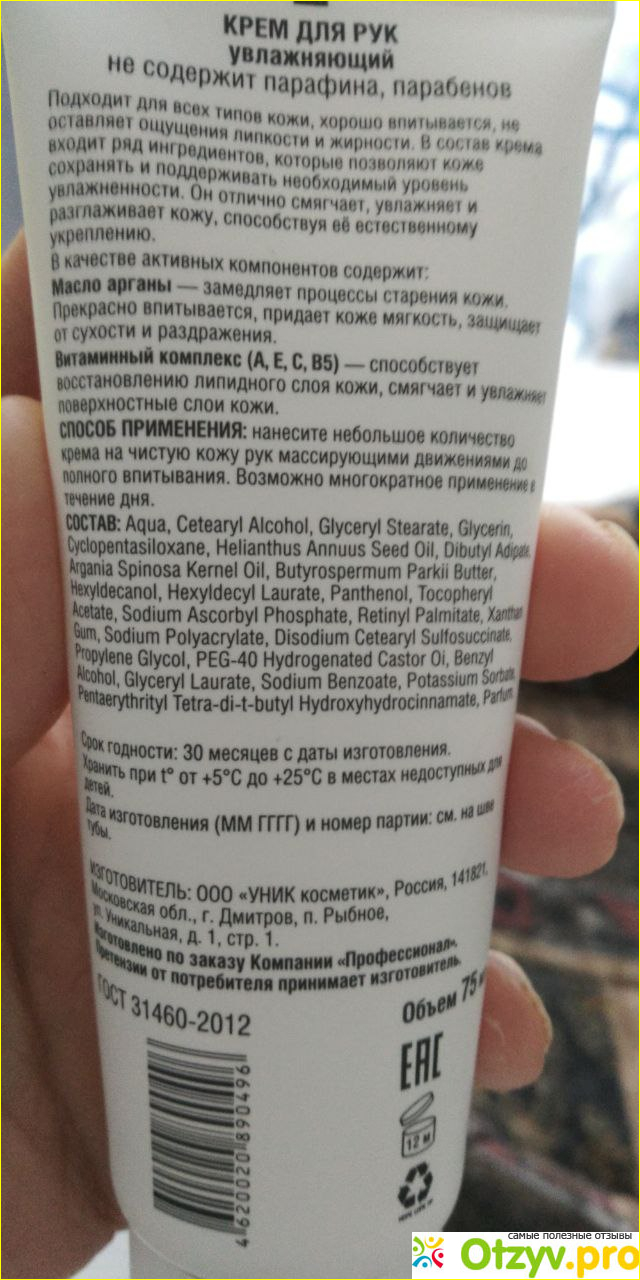 КРЕМ ДЛЯ РУК
увлажняющий
не содержит парафина, парабенов
Подходит для всех типов кожи, хорошо впитывается, не
оставляет ощущения липкости и жирности. В состав крема
входит ряд ингредиентов, которые позволяют коже
сохранять и поддерживать необходимый уровень
увлажненности. Он отлично смягчает, увлажняет и
разглаживает кожу, способствуя её естественному
укреплению.
В качестве активных компонентов содержит:
Масло арганы — замедляет процессы старения кожи.
Прекрасно впитывается, придает коже мягкость, защищает
от сухости и раздражения.
Витаминный комплекс (А, Е, С, В5) — способствует
восстановлению липидного слоя кожи, смягчает и увлажняет
поверхностные слои кожи.
СПОСОБ ПРИМЕНЕНИЯ: нанесите небольшое количество
крема на чистую кожу рук массирующими движениями до
полного впитывания. Возможно многократное применение в
течение дня.
СОСТАВ: Aqua, Cetearyl Alcohol, Glyceryl Stearate, Glycerin,
Cyclopentasiloxane, Helianthus Annuus Seed Oil, Dibutyl Adipate,
Argania Spinosa Kernel Oil, Butyrospermum Parkii Butter,
Hexyldecanol, Hexyldecyl Laurate, Panthenol, Tocopheryl
Acetate, Sodium Ascorbyl Phosphate, Retinyl Palmitate, Xanthan
Gum, Sodium Polyacrylate, Disodium Cetearyl Sulfosuccinate,
Propylene Glycol, PEG-40 Hydrogenated Castor Oi, Benzyl
Alcohol, Glyceryl Laurate, Sodium Benzoate, Potassium Sorbate,
Pentaerythrityl Tetra-di-t-butyl Hydroxyhydrocinnamate, Parfum.
Срок годности: 30 месяцев с даты изготовления.
Хранить при t° от +5°С до +25°С в местах недоступных для
детей.
Дата изготовления (ММ ГГГГ) и номер партии: см. на шве
тубы.
ИЗГОТОВИТЕЛЬ: ООО «УНИК косметик», Россия, 141821,
Московская обл., г. Дмитров, п. Рыбное,
ул. Уникальная, д. 1, стр. 1.
Изготовлено по заказу Компании «Профессионал».
Претензии от потребителя принимает изготовитель.
ГОСТ 31460-2012
Объем 75
EAC
12 М
4620020890496
самые полезные отзывы
Otzyv.pro